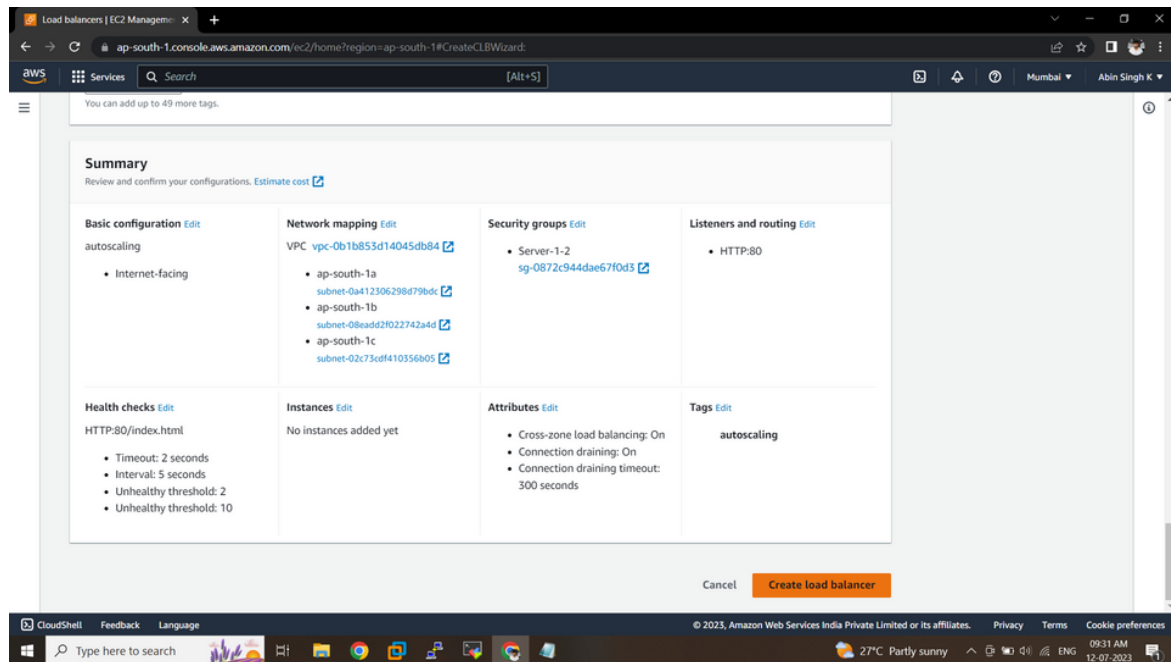 Load balancers | EC2 Manageme
ap-south-1.console.aws.amazon.com/ec2/home?region=ap-south-1#CreateCLBWizard:
aws
Services
Search
[Alt+S]
Mumbai
Abin Singh K
You can add up to 49 more tags.
Summary
Review and confirm your configurations. Estimate cost
Basic configuration Edit
autoscaling
Internet-facing
Network mapping Edit
VPC vpc-0b1b853d14045db84
ap-south-1a
subnet-0a412306298d79bdc
ap-south-1b
subnet-08eadd2f022742a4d
ap-south-1c
subnet-02c73cdf410356b05
Security groups Edit
Server-1-2
sg-0872c944dae67f0d3
Listeners and routing Edit
HTTP:80
Health checks Edit
HTTP:80/index.html
Timeout: 2 seconds
Interval: 5 seconds
Unhealthy threshold: 2
Unhealthy threshold: 10
Instances Edit
No instances added yet
Attributes Edit
Cross-zone load balancing: On
Connection draining: On
Connection draining timeout:
300 seconds
Tags Edit
autoscaling
Cancel
Create load balancer
CloudShell
Feedback
Language
© 2023, Amazon Web Services India Private Limited or its affiliates.
Privacy
Terms
Cookie preferences
Type here to search
27°C Partly sunny
ENG
09:31 AM
12-07-2023